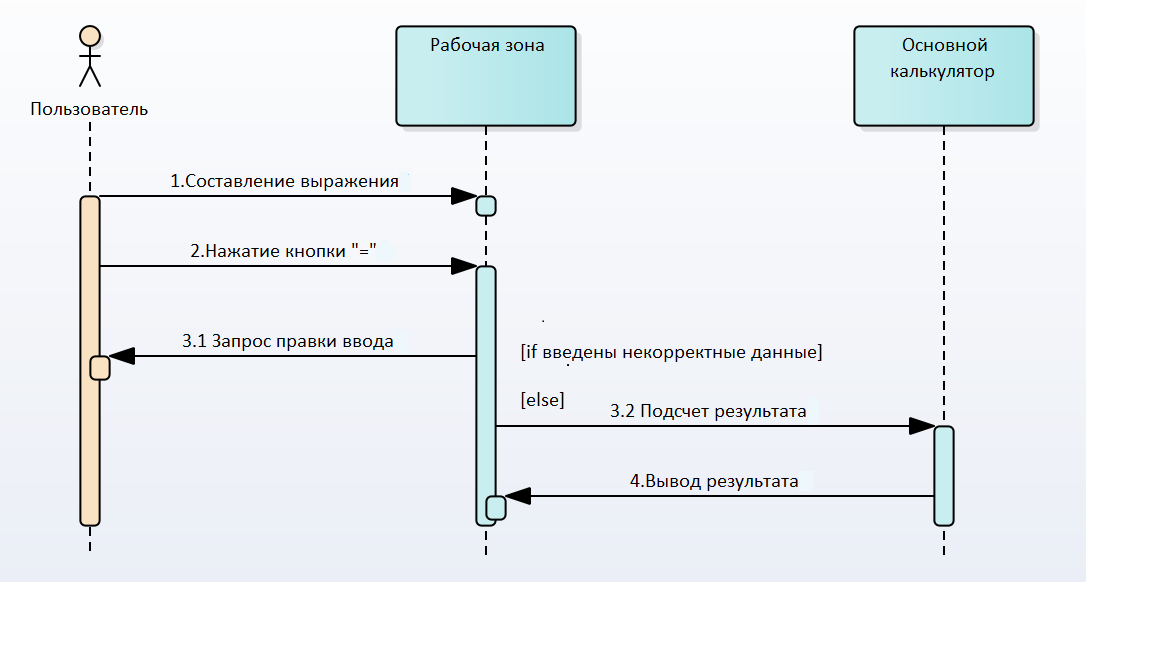 Рабочая зона
Основной
калькулятор
Пользователь
1.Составление выражения
2.Нажатие кнопки "="
3.1 Запрос правки ввода
[if введены некорректные данные]
[else]
3.2 Подсчет результата
4.Вывод результата